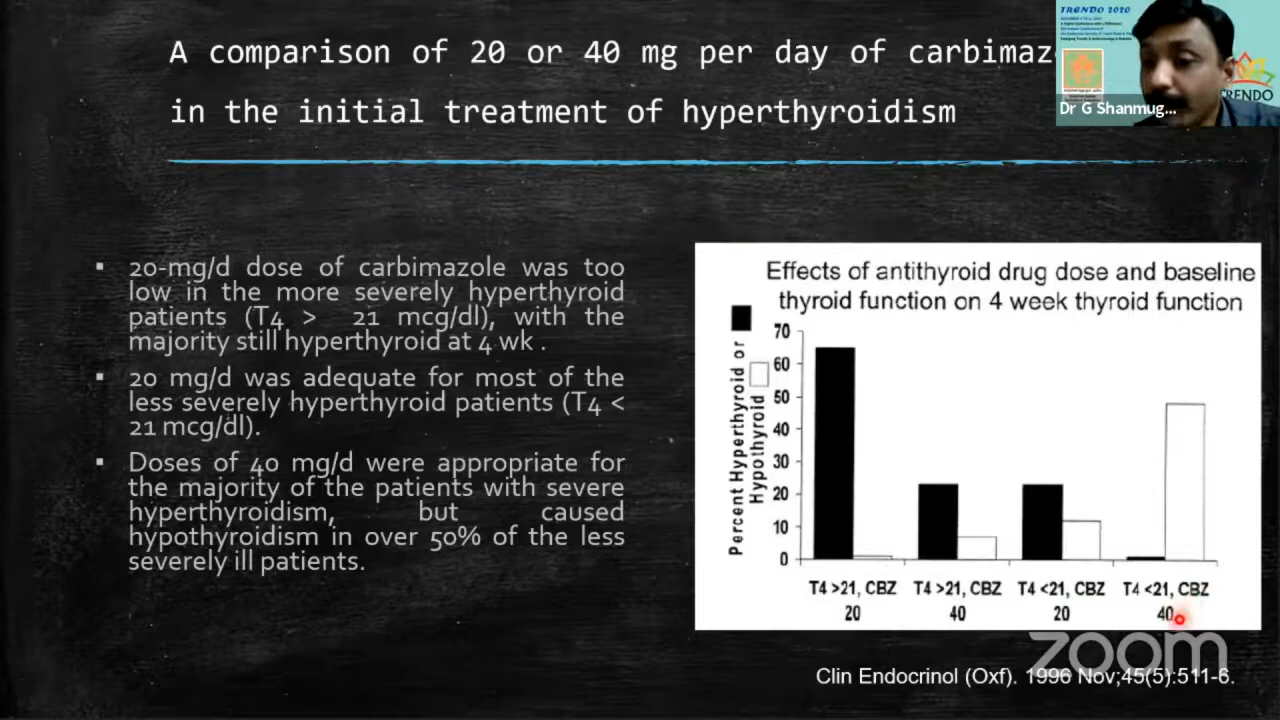 A comparison of 20 or 40 mg per day of carbimaz
in the initial treatment of hyperthyroidism
TRENDO 2020
TRENDO
Dr G Shanmug...
▪ 20-mg/d dose of carbimazole was too
low in the more severely hyperthyroid
patients (T4 > 21 mcg/dl), with the
majority still hyperthyroid at 4 wk .
▪ 20 mg/d was adequate for most of the
less severely hyperthyroid patients (T4 <
21 mcg/dl).
▪ Doses of 40 mg/d were appropriate for
the majority of the patients with severe
hyperthyroidism, but caused
hypothyroidism in over 50% of the less
severely ill patients.
Effects of antithyroid drug dose and baseline
thyroid function on 4 week thyroid function
Percent Hyperthyroid or
Hypothyroid
70
60
50
40
30
20
10
0
T4 >21, CBZ
20
T4 >21, CBZ
40
T4 <21, CBZ
20
T4 <21, CBZ
40
zoom
Clin Endocrinol (Oxf). 1996 Nov;45(5):511-6.